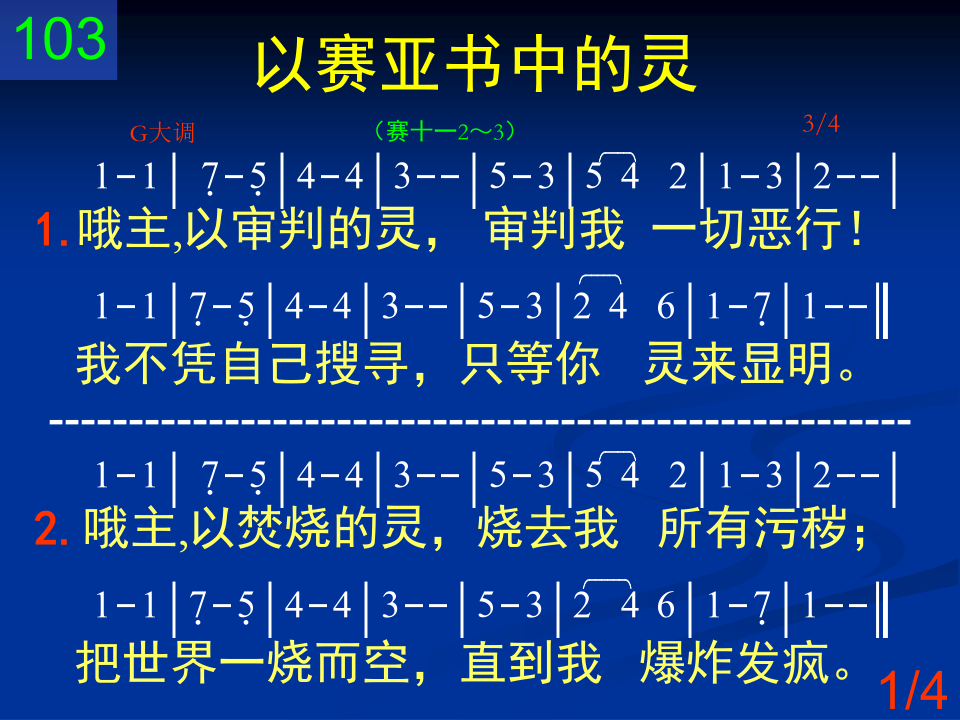 103
以赛亚书中的灵
G大调 （赛十一2～3） 3/4
1-1| 7̣-5̣|4-4|3--|5-3|5 4 2|1-3|2--|
1.哦主,以审判的灵， 审判我 一切恶行！
1-1|7̣-5̣|4-4|3--|5-3|2 4 6|1-7̣|1--‖
我不凭自己搜寻，只等你 灵来显明。
------------------------------------------------------
1-1| 7̣-5̣|4-4|3--|5-3|5 4 2|1-3|2--|
2.哦主,以焚烧的灵，烧去我 所有污秽；
1-1|7̣-5̣|4-4|3--|5-3|2 4 6|1-7̣|1--‖
把世界一烧而空，直到我 爆炸发疯。
1/4